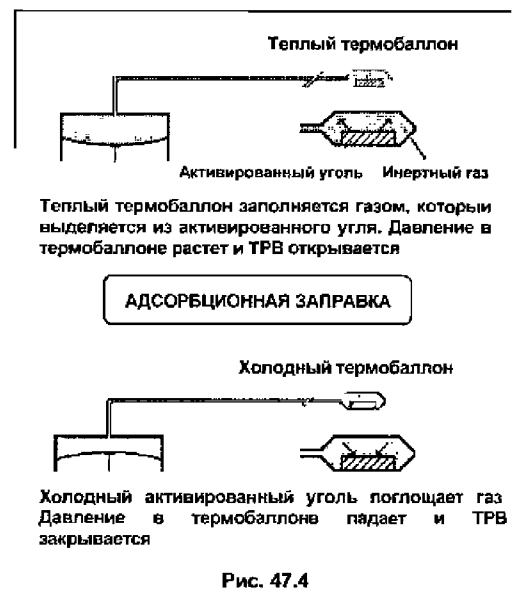 Теплый термобаллон
Активированный уголь Инертный газ
Теплый термобаллон заполняется газом, который
выделяется из активированного угля. Давление в
термобаллоне растет и ТРВ открывается
АДСОРБЦИОННАЯ ЗАПРАВКА
Холодный термобаллон
Холодный активированный уголь поглощает газ
Давление в термобаллоне падает и ТРВ
закрывается
Рис. 47.4